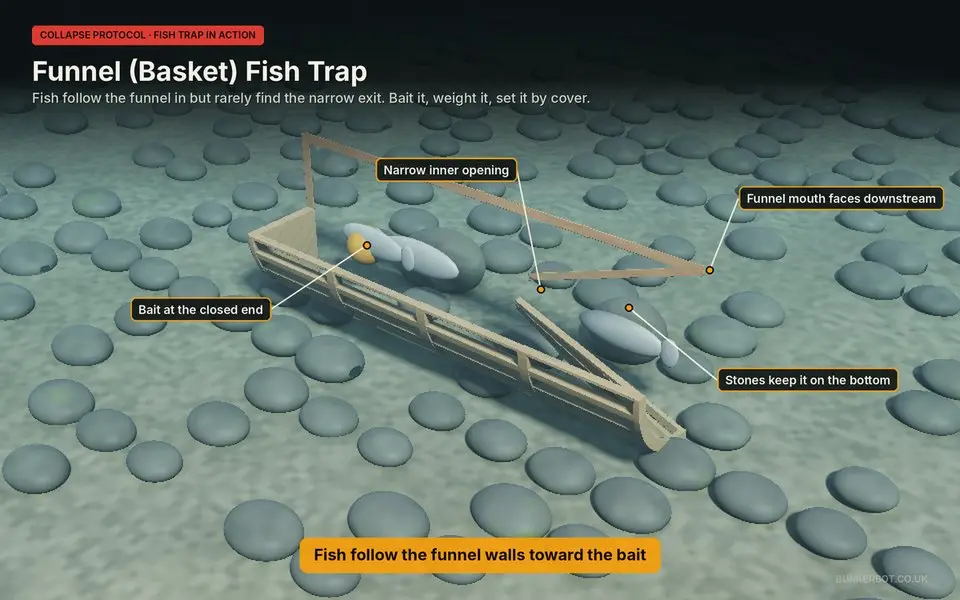 COLLAPSE PROTOCOL · FISH TRAP IN ACTION
Funnel (Basket) Fish Trap
Fish follow the funnel in but rarely find the narrow exit. Bait it, weight it, set it by cover.
Narrow inner opening
Funnel mouth faces downstream
Bait at the closed end
Stones keep it on the bottom
Fish follow the funnel walls toward the bait
BUNKERBOT.CO.UK